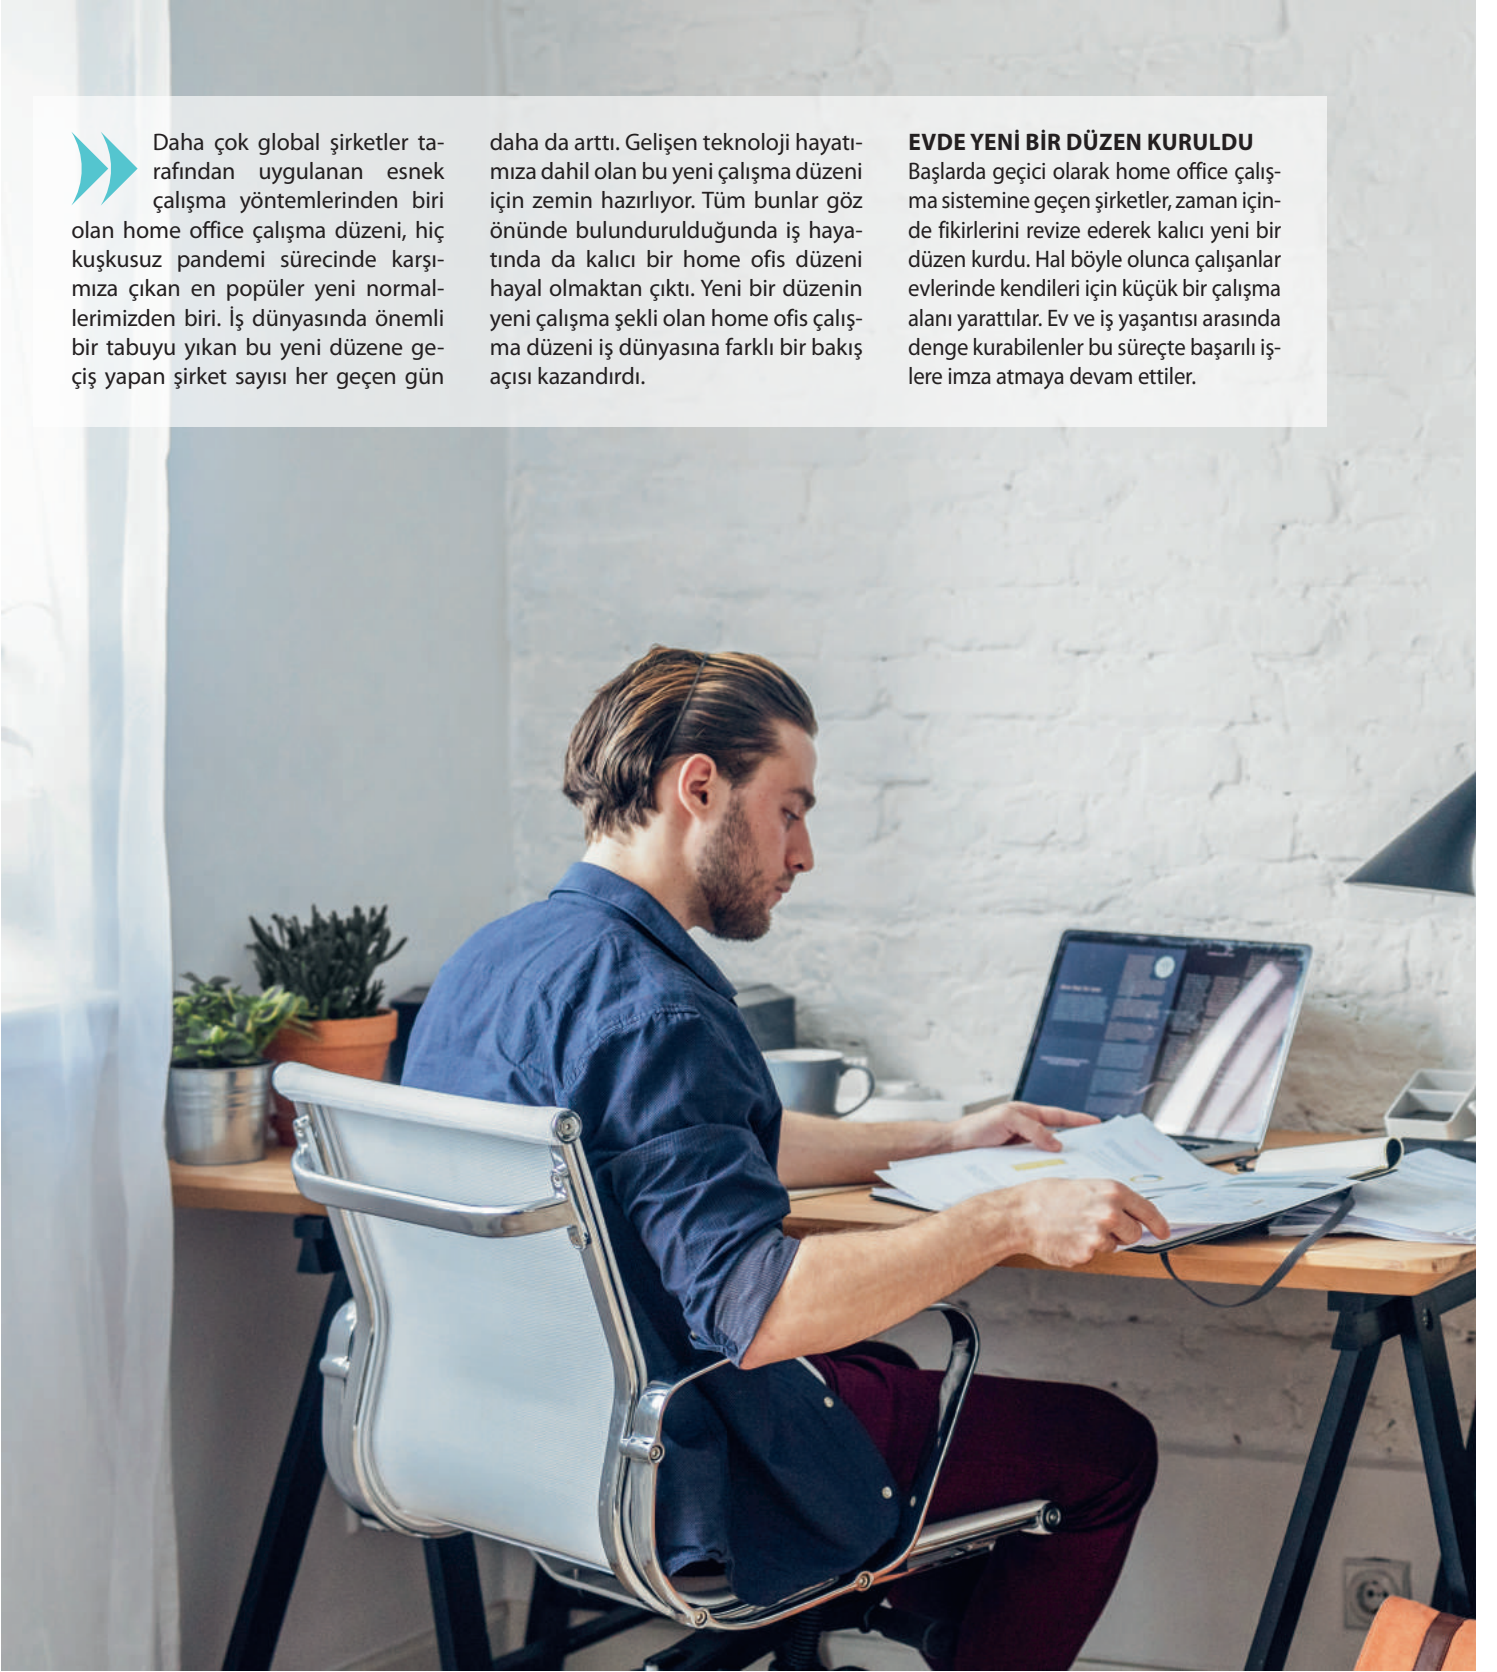 Daha çok global şirketler ta-
rafından uygulanan esnek
çalışma yöntemlerinden biri
olan home office çalışma düzeni, hiç
kuşkusuz pandemi sürecinde karşı-
mıza çıkan en popüler yeni normal-
lerimizden biri. İş dünyasında önemli
bir tabuyu yıkan bu yeni düzene ge-
çiş yapan şirket sayısı her geçen gün
daha da arttı. Gelişen teknoloji hayatı-
mıza dahil olan bu yeni çalışma düzeni
için zemin hazırlıyor. Tüm bunlar göz
önünde bulundurulduğunda iş haya-
tında da kalıcı bir home ofis düzeni
hayal olmaktan çıktı. Yeni bir düzenin
yeni çalışma şekli olan home ofis çalış-
ma düzeni iş dünyasına farklı bir bakış
açısı kazandırdı.
EVDE YENİ BİR DÜZEN KURULDU
Başlarda geçici olarak home office çalış-
ma sistemine geçen şirketler, zaman için-
de fikirlerini revize ederek kalıcı yeni bir
düzen kurdu. Hal böyle olunca çalışanlar
evlerinde kendileri için küçük bir çalışma
alanı yarattılar. Ev ve iş yaşantısı arasında
denge kurabilenler bu süreçte başarılı iş-
lere imza atmaya devam ettiler.